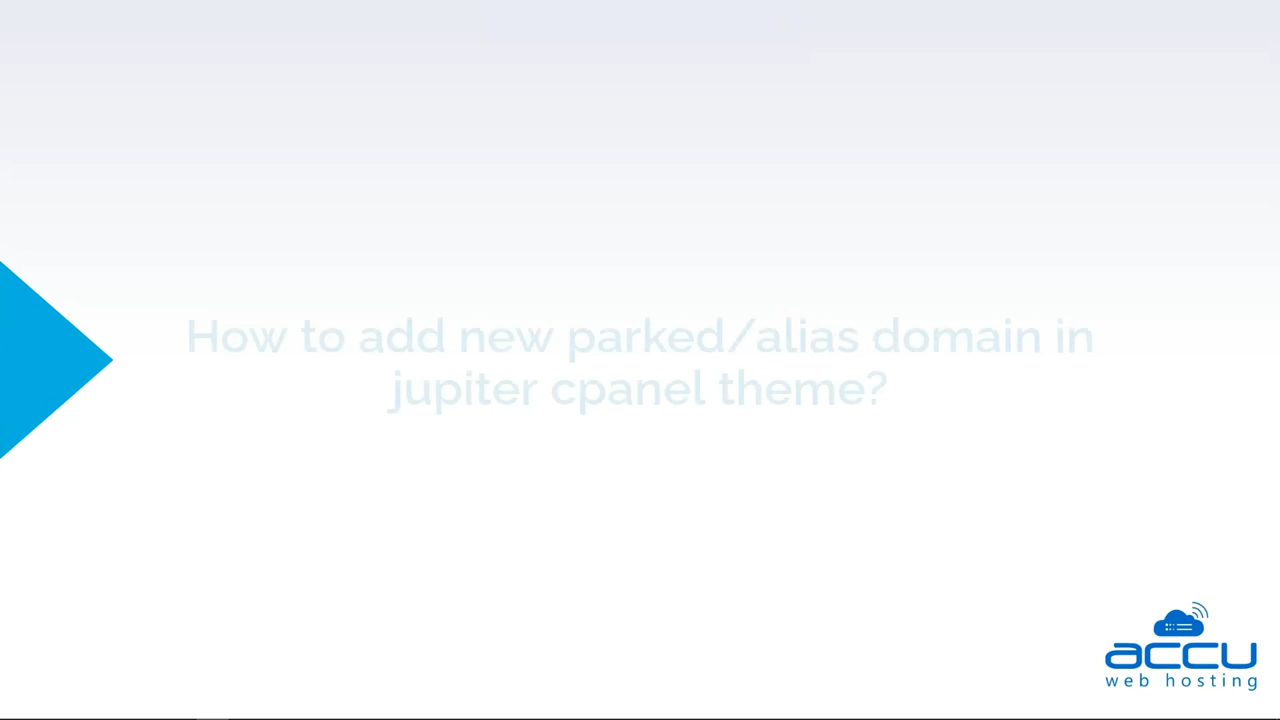 How to add new parked/alias domain in
jupiter cpanel theme?
accu
web hosting